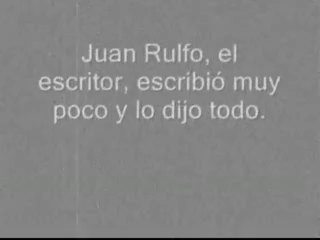 Juan Rulfo, el
escritor, escribió muy
poco y lo dijo todo.